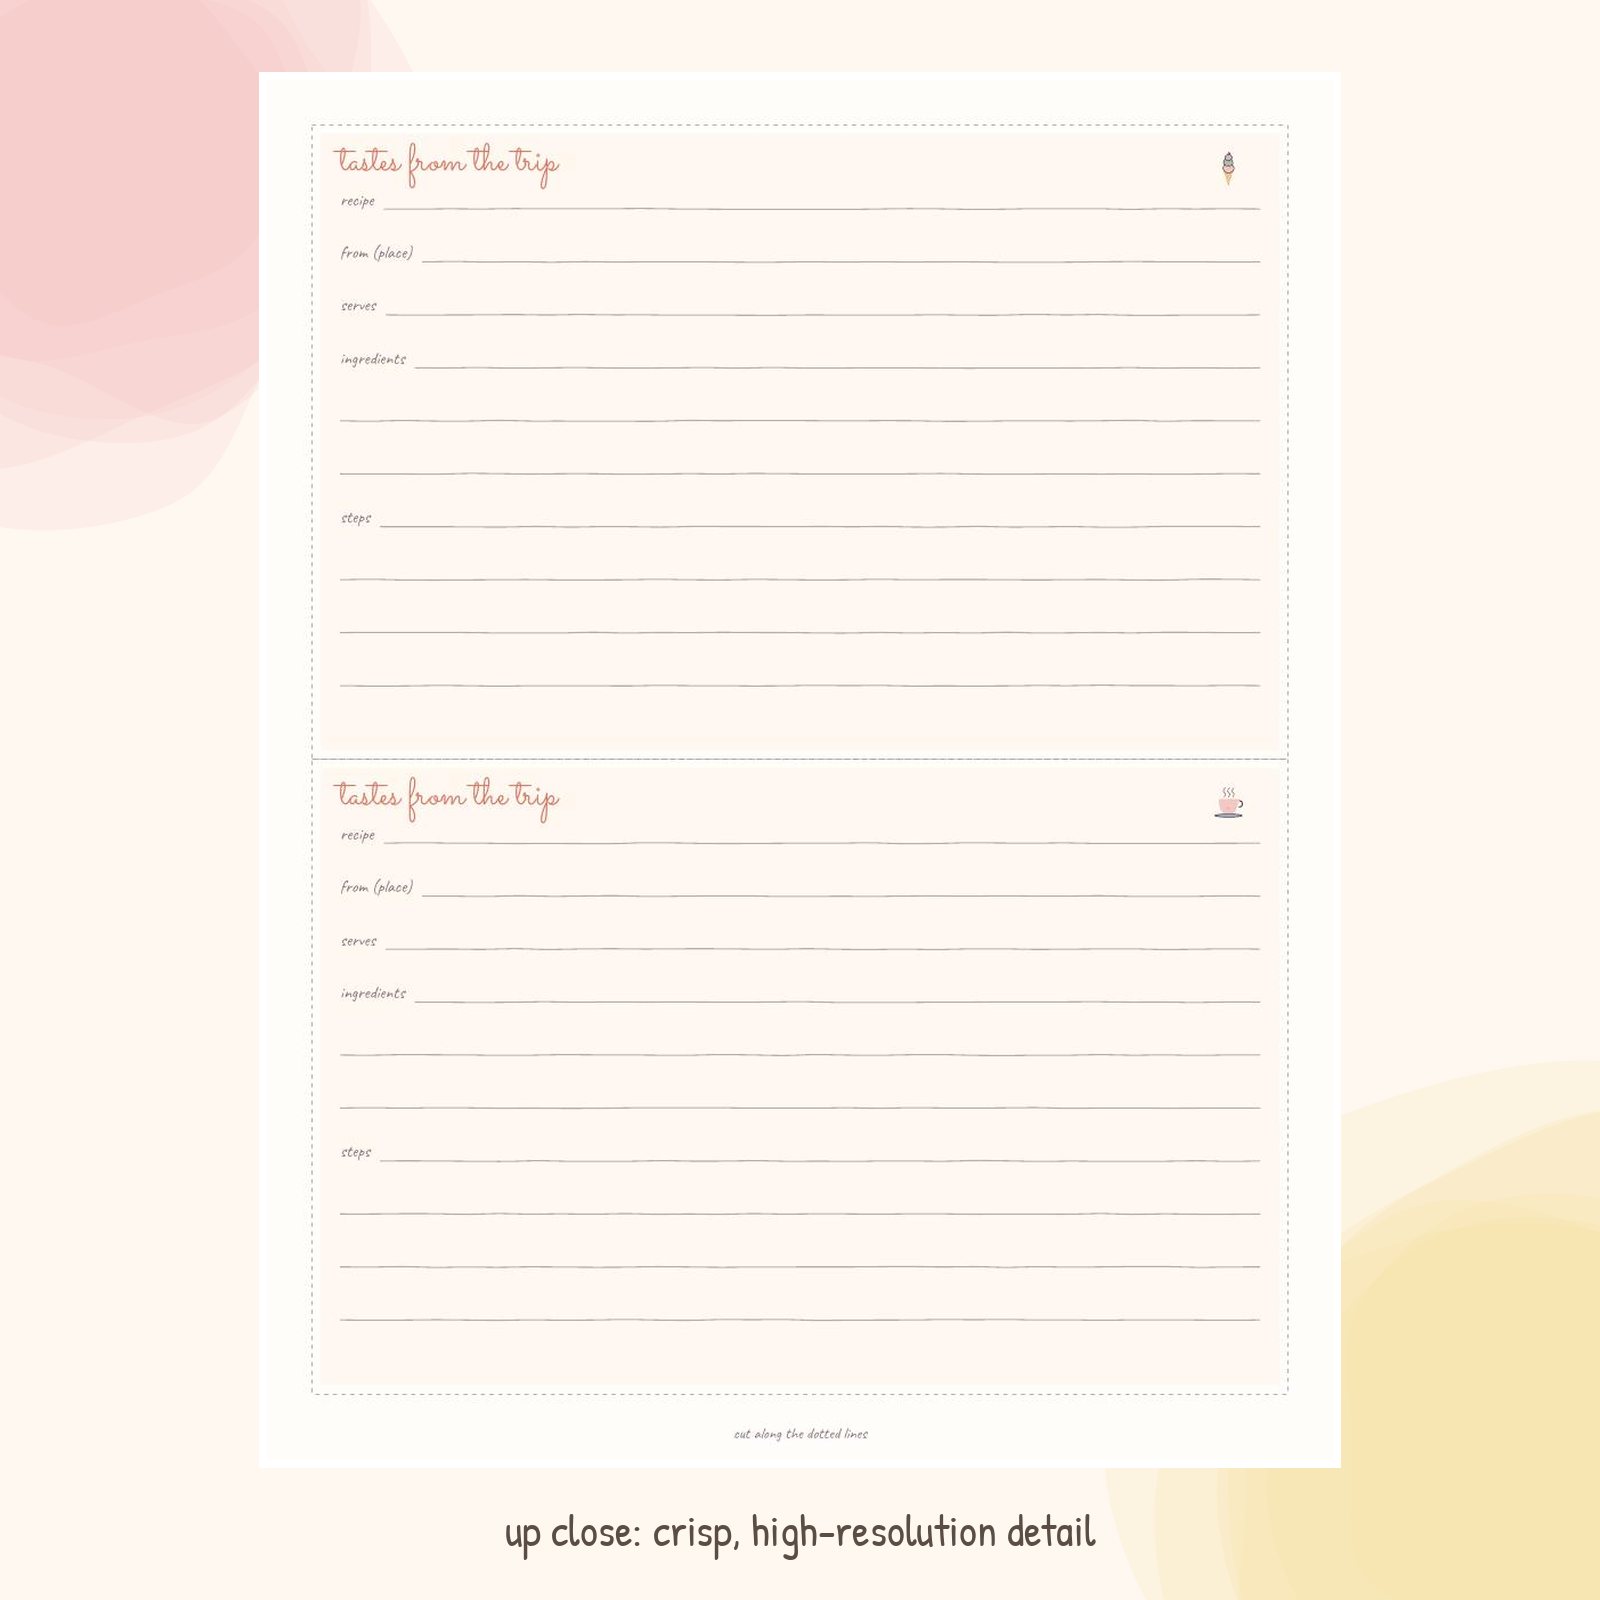 tastes from the trip
recipe
from (place)
serves
ingredients
steps
tastes from the trip
recipe
from (place)
serves
ingredients
steps
cut along the dotted lines
up close: crisp, high-resolution detail